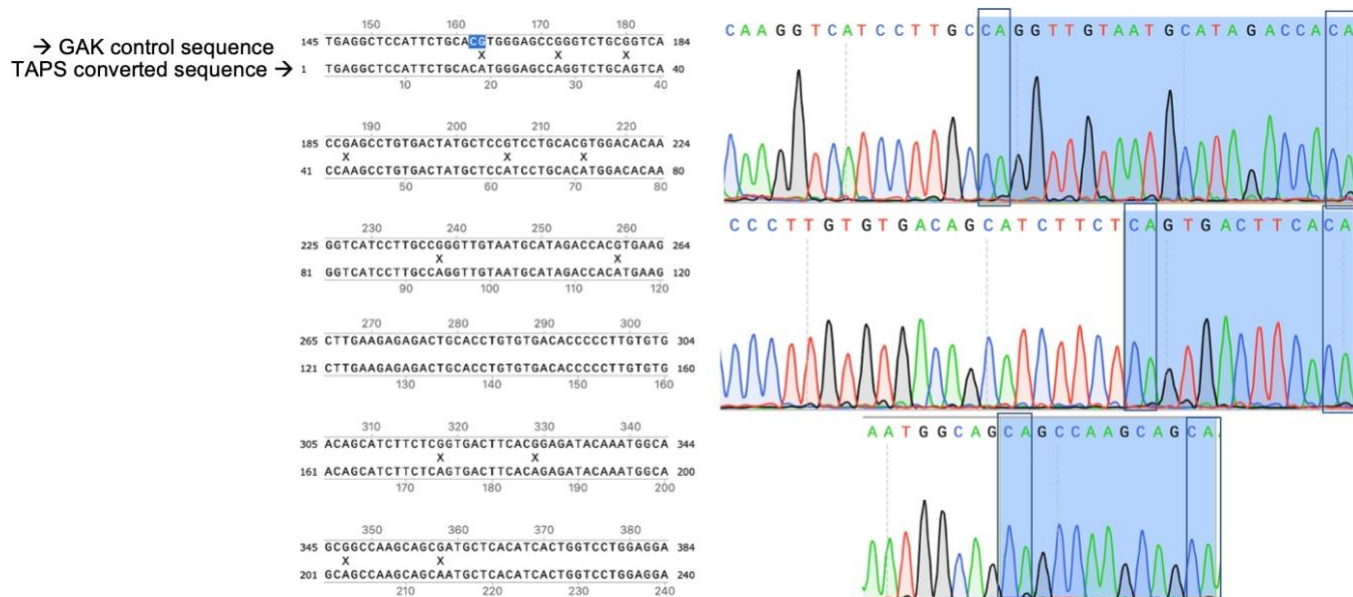 → GAK control sequence
TAPS converted sequence →
150 160 170 180
145 TGAGGCTCCATTCTGCACGTGGGAGCCGGGTCTGCGGTCA 184
X X X
1 TGAGGCTCCATTCTGCACATGGGAGCCAGGTCTGCAGTCA 40
10 20 30 40
190 200 210 220
185 CCGAGCCTGTGACTATGCTCCGTCCTGCACGTGGACACAA 224
X X X
41 CCAAGCCTGTGACTATGCTCCATCCTGCACATGGACACAA 80
50 60 70 80
230 240 250 260
225 GGTCATCCTTGCCGGGTTGTAATGCATAGACCACGTGAAG 264
X X
81 GGTCATCCTTGCCAGGTTGTAATGCATAGACCACATGAAG 120
90 100 110 120
270 280 290 300
265 CTTGAAGAGAGACTGCACCTGTGTGACACCCCCTTGTGTG 304
121 CTTGAAGAGAGACTGCACCTGTGTGACACCCCCTTGTGTG 160
130 140 150 160
310 320 330 340
305 ACAGCATCTTCTCGGTGACTTCACGGAGATACAAATGGCA 344
X X
161 ACAGCATCTTCTCAGTGACTTCACAGAGATACAAATGGCA 200
170 180 190 200
350 360 370 380
345 GCGGCCAAGCAGCGATGCTCACATCACTGGTCCTGGAGGA 384
X X
201 GCAGCCAAGCAGCAATGCTCACATCACTGGTCCTGGAGGA 240
210 220 230 240
CAAGGTCATCCTTGCCAGGTTGTAATGCATAGACCACA
CCCTTGTGTGACAGCATCTTCTCAGTGACTTCACA
AATGGCAGCAGCCAAGCAGCA